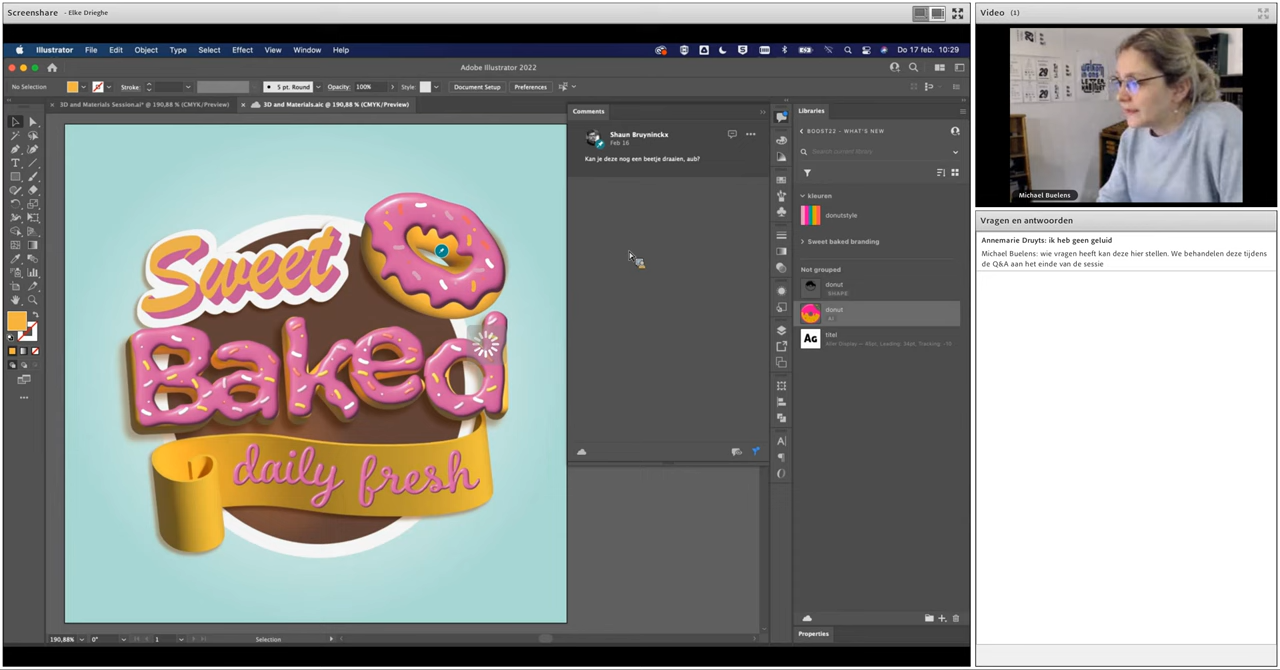 Screenshare - Elke Drieghe
Illustrator File Edit Object Type Select Effect View Window Help
Do 17 feb. 10:29
Adobe Illustrator 2022
No Selection
Stroke:
5 pt. Round
Opacity: 100%
Style:
Document Setup
Preferences
3D and Materials Session.ai* @ 190,88 % (CMYK/Preview)
3D and Materials.aic @ 190,88 % (CMYK/Preview)
Sweet
Baked
daily fresh
Comments
Shaun Bruyninckx
Feb 16
Kan je deze nog een beetje draaien, aub?
Libraries
BOOST22 - WHAT'S NEW
Search current library
kleuren
donutstyle
Sweet baked branding
Not grouped
donut
SHAPE
donut
AI
Ag
titel
190,88%
0°
1
Selection
Properties
Video (1)
Michael Buelens
Vragen en antwoorden
Annemarie Druyts: ik heb geen geluid
Michael Buelens: wie vragen heeft kan deze hier stellen. We behandelen deze tijdens
de Q&A aan het einde van de sessie